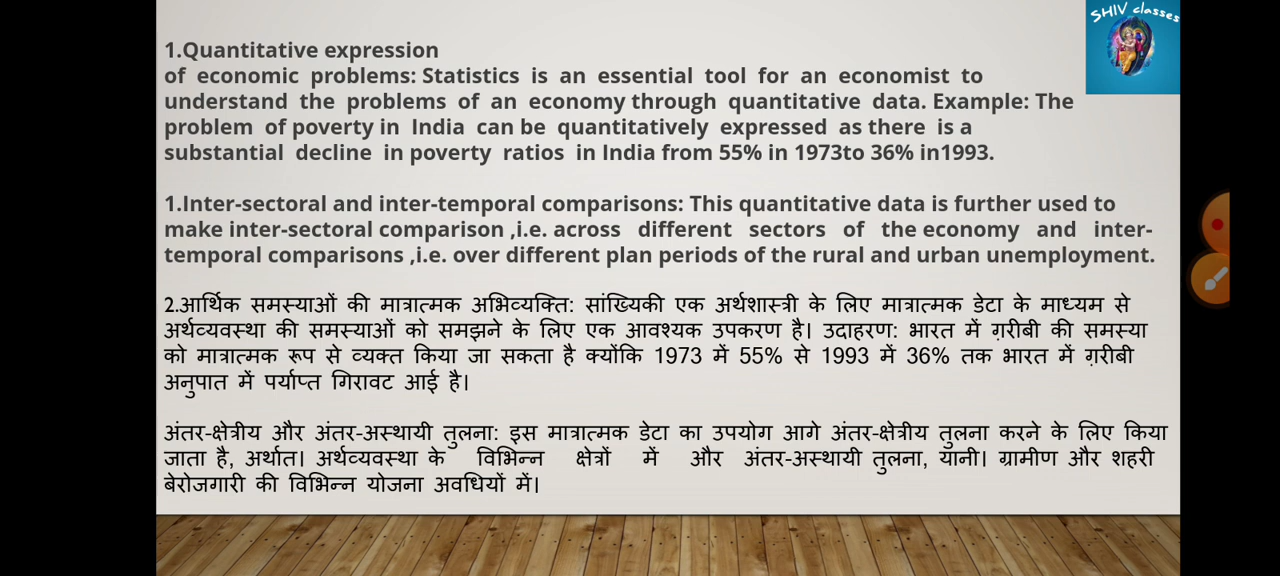 SHIV classes
1.Quantitative expression
of economic problems: Statistics is an essential tool for an economist to
understand the problems of an economy through quantitative data. Example: The
problem of poverty in India can be quantitatively expressed as there is a
substantial decline in poverty ratios in India from 55% in 1973to 36% in1993.
1.Inter-sectoral and inter-temporal comparisons: This quantitative data is further used to
make inter-sectoral comparison ,i.e. across different sectors of the economy and inter-
temporal comparisons ,i.e. over different plan periods of the rural and urban unemployment.
2.आर्थिक समस्याओं की मात्रात्मक अभिव्यक्ति: सांख्यिकी एक अर्थशास्त्री के लिए मात्रात्मक डेटा के माध्यम से
अर्थव्यवस्था की समस्याओं को समझने के लिए एक आवश्यक उपकरण है। उदाहरण: भारत में ग़रीबी की समस्या
को मात्रात्मक रूप से व्यक्त किया जा सकता है क्योंकि 1973 में 55% से 1993 में 36% तक भारत में ग़रीबी
अनुपात में पर्याप्त गिरावट आई है।
अंतर-क्षेत्रीय और अंतर-अस्थायी तुलना: इस मात्रात्मक डेटा का उपयोग आगे अंतर-क्षेत्रीय तुलना करने के लिए किया
जाता है, अर्थात। अर्थव्यवस्था के विभिन्न क्षेत्रों में और अंतर-अस्थायी तुलना, यानी। ग्रामीण और शहरी
बेरोजगारी की विभिन्न योजना अवधियों में।